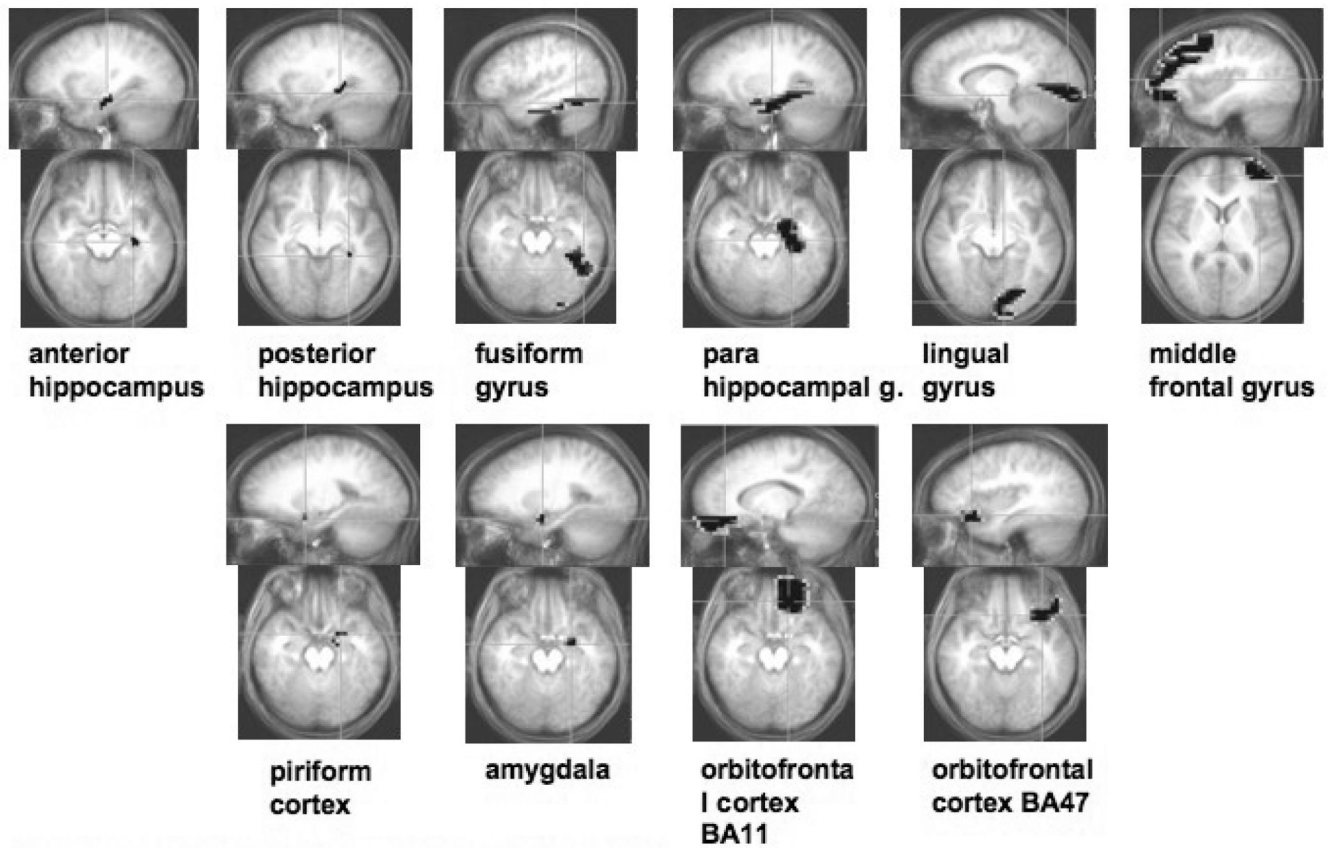 anterior
hippocampus
posterior
hippocampus
fusiform
gyrus
para
hippocampal g.
lingual
gyrus
middle
frontal gyrus
piriform
cortex
amygdala
orbitofronta
l cortex
BA11
orbitofrontal
cortex BA47